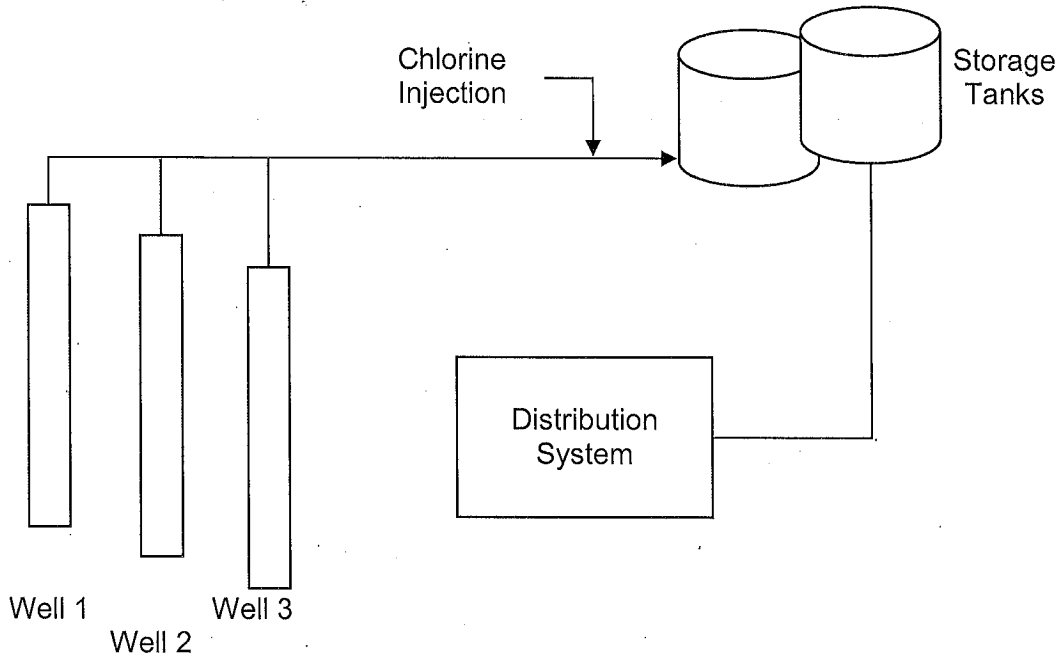 Chlorine
Injection
Storage
Tanks
Distribution
System
Well 1
Well 2
Well 3